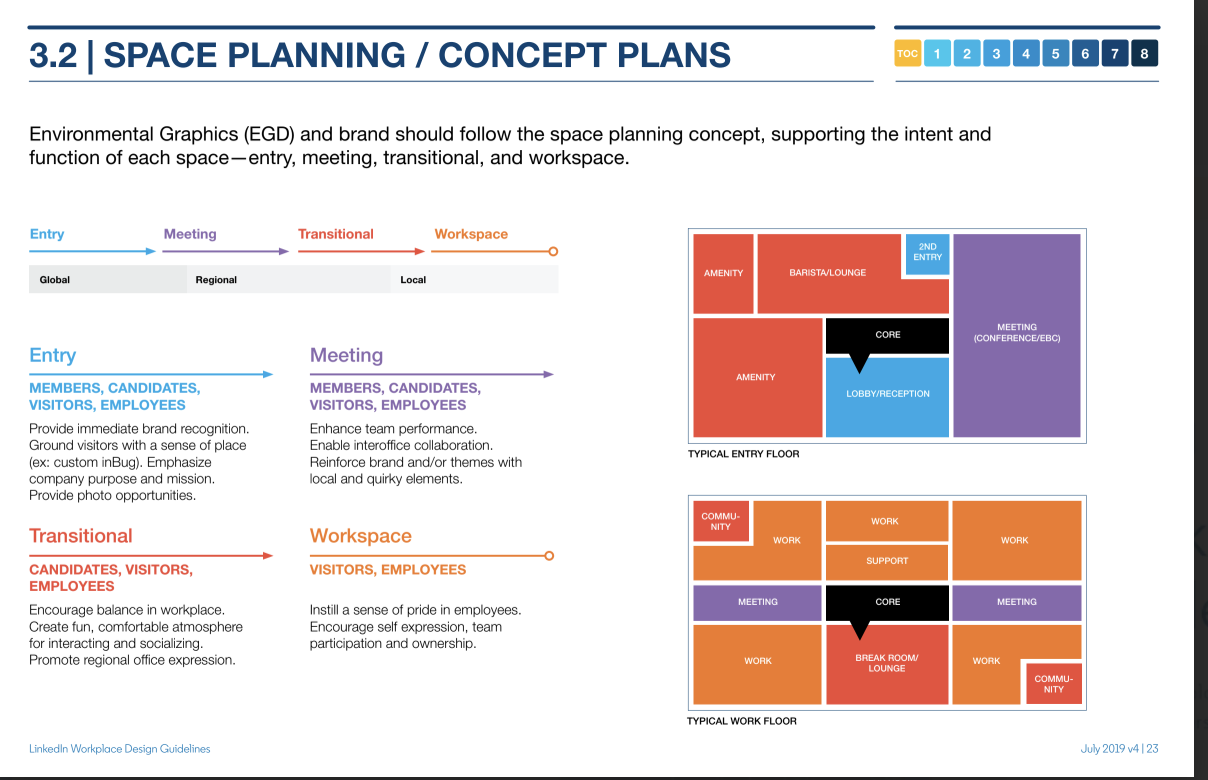 3.2 | SPACE PLANNING / CONCEPT PLANS
TOC 1 2 3 4 5 6 7 8
Environmental Graphics (EGD) and brand should follow the space planning concept, supporting the intent and
function of each space—entry, meeting, transitional, and workspace.
Entry Meeting Transitional Workspace
Global Regional Local
Entry
MEMBERS, CANDIDATES,
VISITORS, EMPLOYEES
Provide immediate brand recognition.
Ground visitors with a sense of place
(ex: custom inBug). Emphasize
company purpose and mission.
Provide photo opportunities.
Meeting
MEMBERS, CANDIDATES,
VISITORS, EMPLOYEES
Enhance team performance.
Enable interoffice collaboration.
Reinforce brand and/or themes with
local and quirky elements.
Transitional
CANDIDATES, VISITORS,
EMPLOYEES
Encourage balance in workplace.
Create fun, comfortable atmosphere
for interacting and socializing.
Promote regional office expression.
Workspace
VISITORS, EMPLOYEES
Instill a sense of pride in employees.
Encourage self expression, team
participation and ownership.
AMENITY
BARISTA/LOUNGE
2ND
ENTRY
MEETING
(CONFERENCE/EBC)
CORE
AMENITY
LOBBY/RECEPTION
TYPICAL ENTRY FLOOR
COMMU-
NITY
WORK
WORK
SUPPORT
WORK
MEETING
CORE
MEETING
WORK
BREAK ROOM/
LOUNGE
WORK
COMMU-
NITY
TYPICAL WORK FLOOR
LinkedIn Workplace Design Guidelines
July 2019 v4 | 23